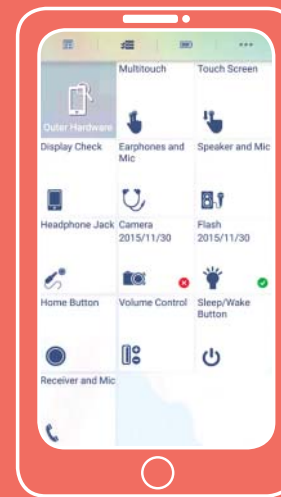 Outer Hardware
Multitouch
Touch Screen
Display Check
Earphones and
Mic
Speaker and Mic
Headphone Jack
Camera
2015/11/30
Flash
2015/11/30
Home Button
Volume Control
Sleep/Wake
Button
Receiver and Mic